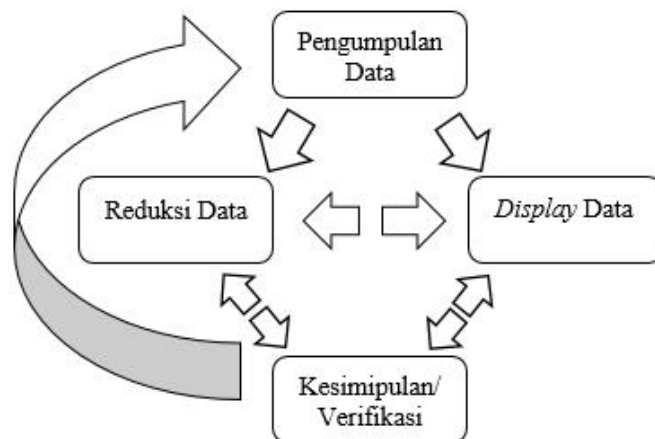 Pengumpulan
Data
Reduksi Data
Display Data
Kesimipulan/
Verifikasi